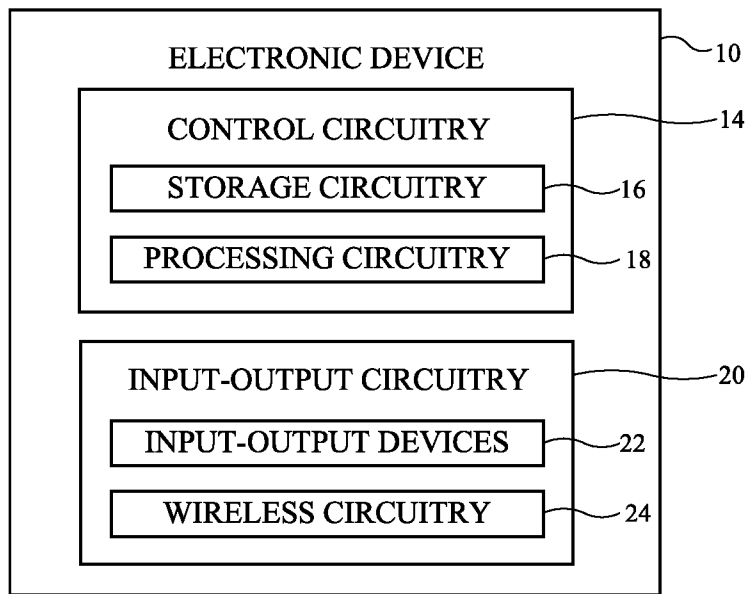 ELECTRONIC DEVICE
10
CONTROL CIRCUITRY
14
STORAGE CIRCUITRY
16
PROCESSING CIRCUITRY
18
INPUT-OUTPUT CIRCUITRY
20
INPUT-OUTPUT DEVICES
22
WIRELESS CIRCUITRY
24